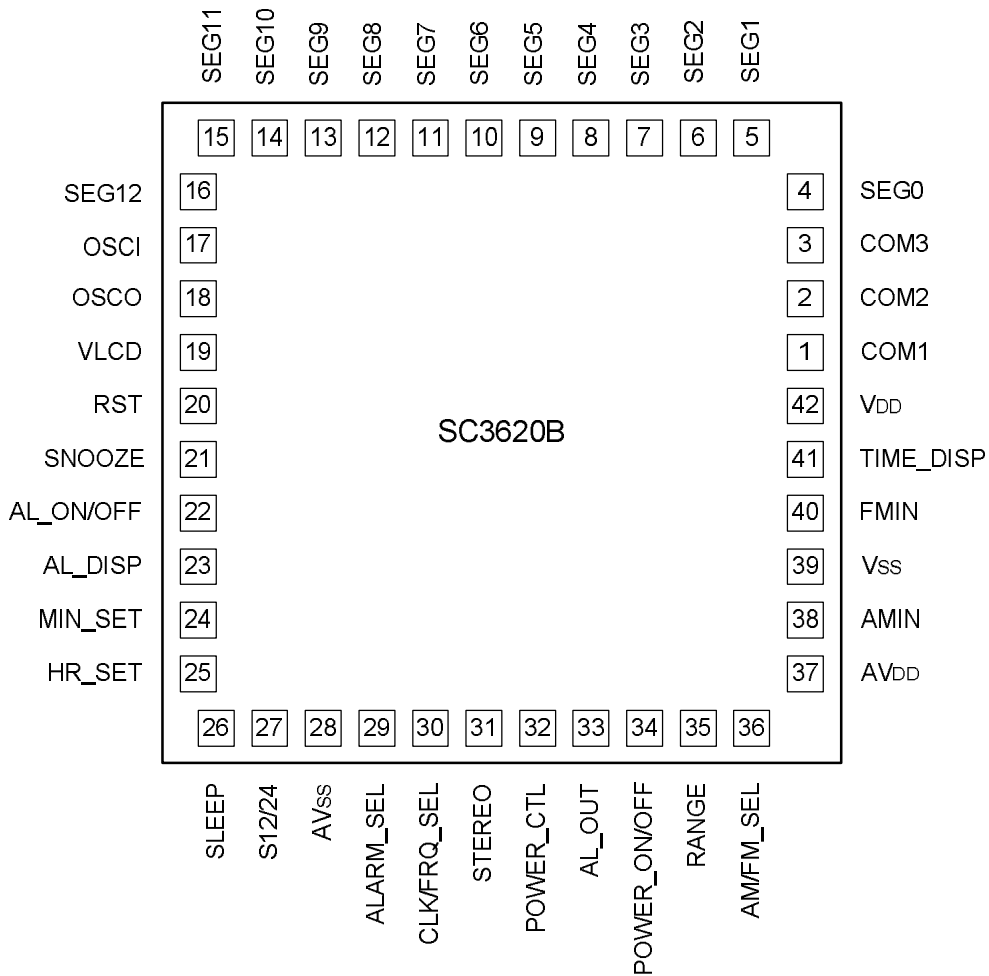 SEG11 SEG10 SEG9 SEG8 SEG7 SEG6 SEG5 SEG4 SEG3 SEG2 SEG1
15 14 13 12 11 10 9 8 7 6 5
SEG12 16 4 SEG0
OSCI 17 3 COM3
OSCO 18 2 COM2
VLCD 19 1 COM1
RST 20 42 VDD
SC3620B
SNOOZE 21 41 TIME_DISP
AL_ON/OFF 22 40 FMIN
AL_DISP 23 39 VSS
MIN_SET 24 38 AMIN
HR_SET 25 37 AVDD
26 27 28 29 30 31 32 33 34 35 36
SLEEP S12/24 AVSS ALARM_SEL CLK/FRQ_SEL STEREO POWER_CTL AL_OUT POWER_ON/OFF RANGE AM/FM_SEL